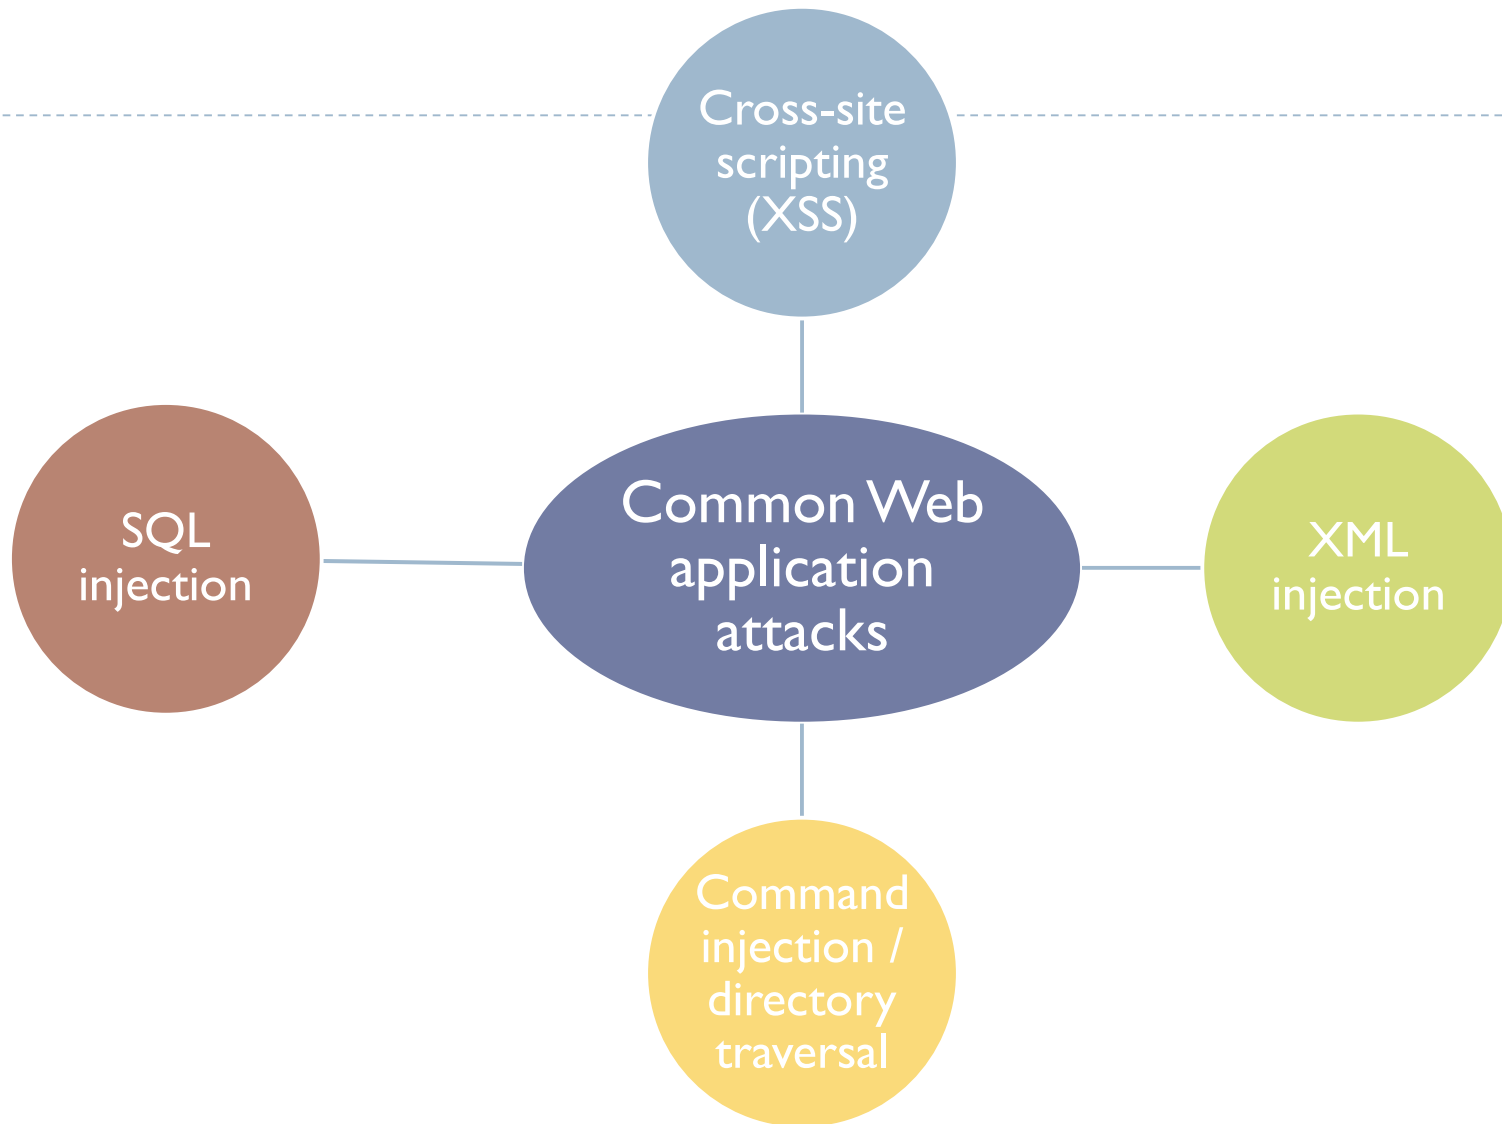 Cross-site
scripting
(XSS)
SQL
injection
Common Web
application
attacks
XML
injection
Command
injection /
directory
traversal